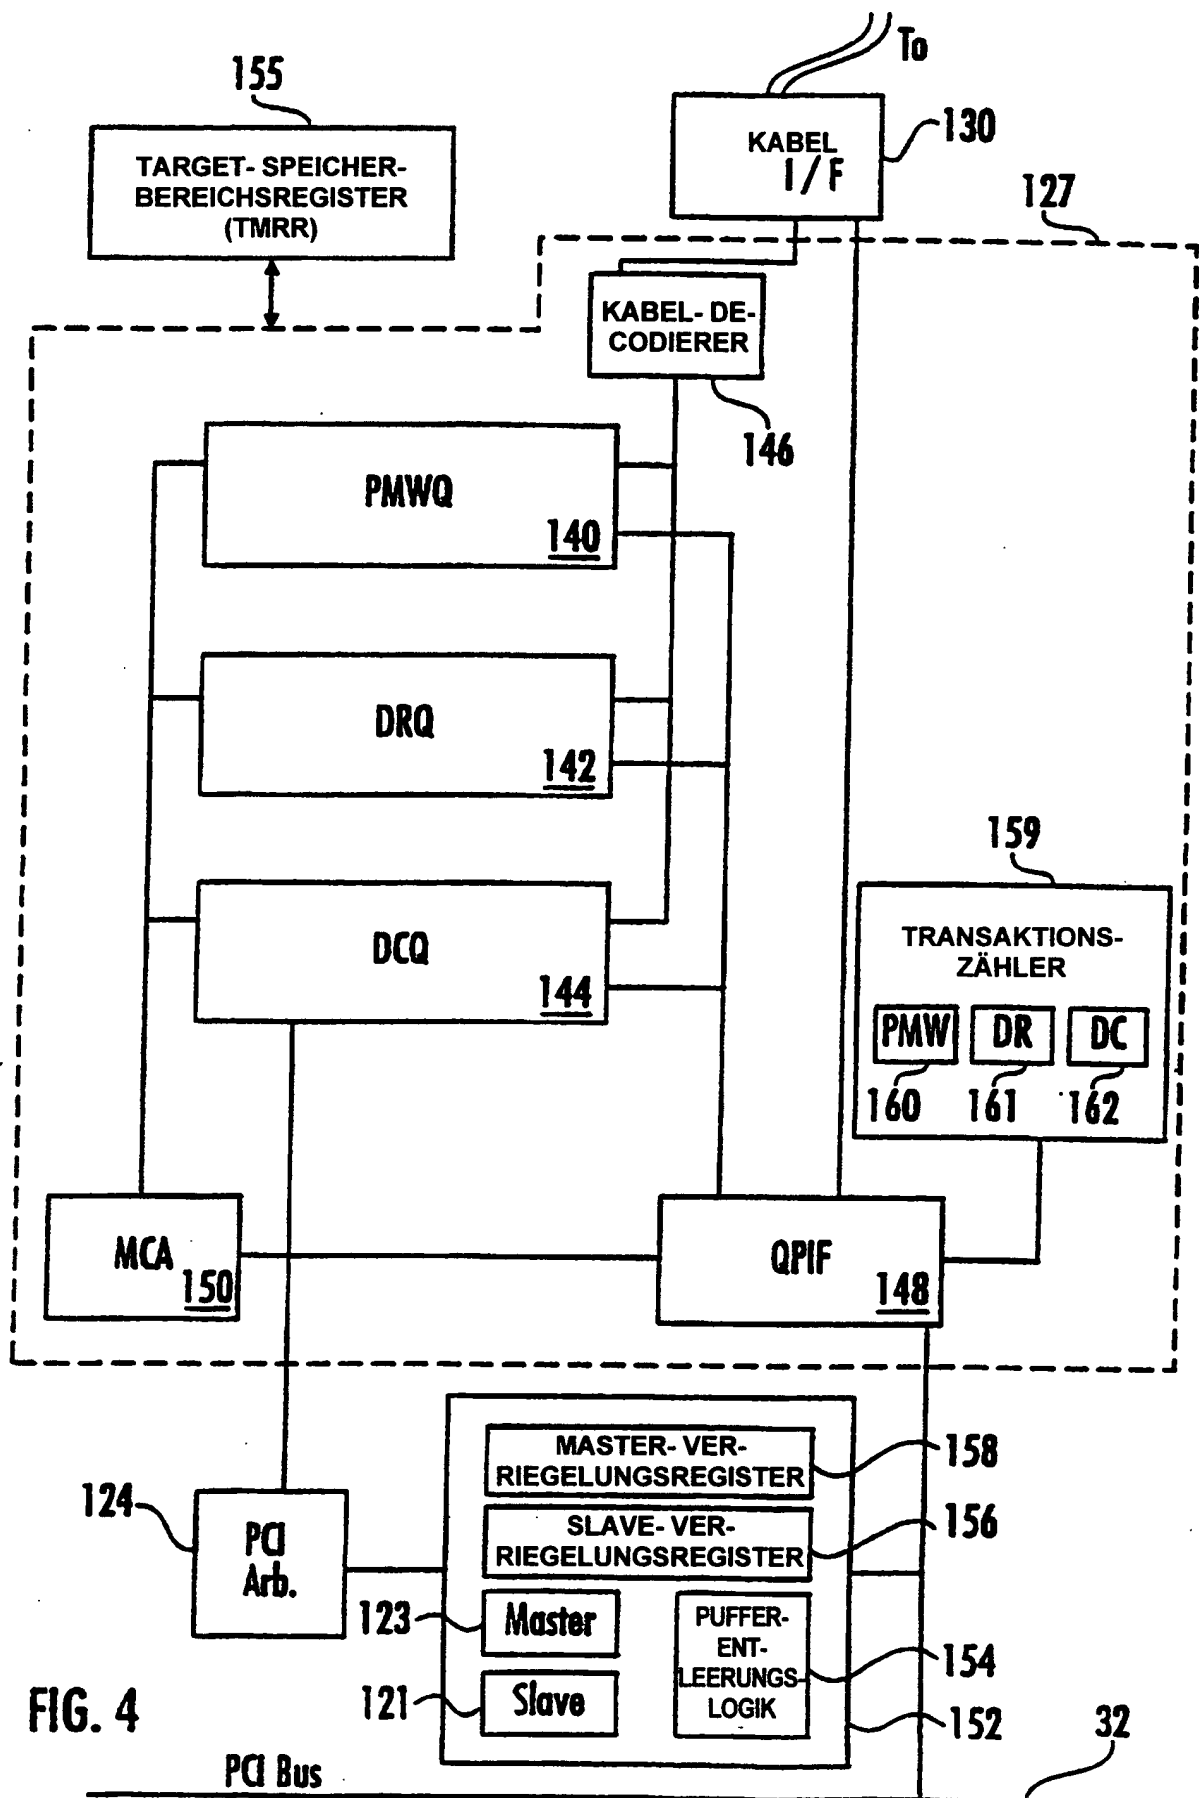 To
155
KABEL
I/F
130
TARGET- SPEICHER-
BEREICHSREGISTER
(TMRR)
127
KABEL- DE-
CODIERER
146
PMWQ
140
DRQ
142
159
TRANSAKTIONS-
ZÄHLER
PMW
DR
DC
160
161
162
DCQ
144
MCA
150
QPIF
148
MASTER- VER-
RIEGELUNGSREGISTER
158
SLAVE- VER-
RIEGELUNGSREGISTER
156
124
PCI
Arb.
123
Master
121
Slave
PUFFER-
ENT-
LEERUNGS-
LOGIK
154
152
FIG. 4
PCI Bus
32